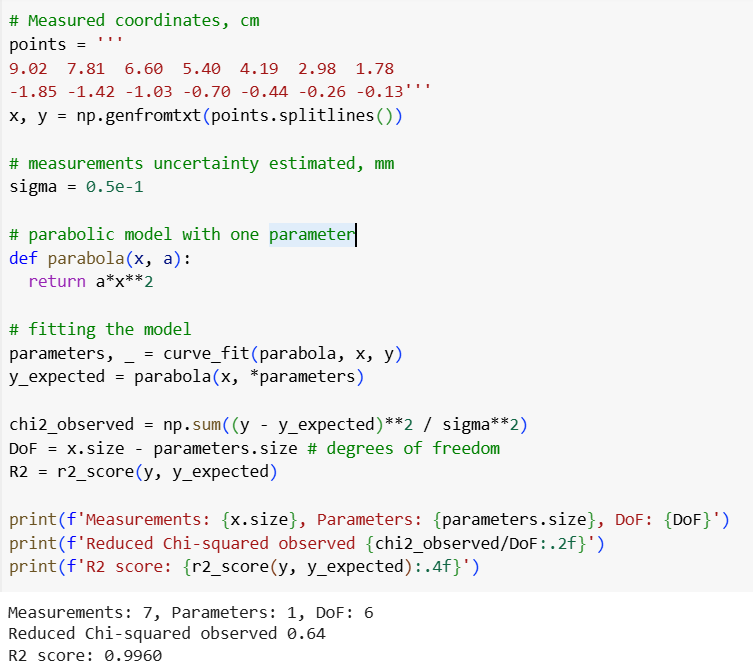 # Measured coordinates, cm
points = '''
9.02  7.81  6.60  5.40  4.19  2.98  1.78
-1.85 -1.42 -1.03 -0.70 -0.44 -0.26 -0.13'''
x, y = np.genfromtxt(points.splitlines())

# measurements uncertainty estimated, mm
sigma = 0.5e-1

# parabolic model with one parameter
def parabola(x, a):
  return a*x**2

# fitting the model
parameters, _ = curve_fit(parabola, x, y)
y_expected = parabola(x, *parameters)

chi2_observed = np.sum((y - y_expected)**2 / sigma**2)
DoF = x.size - parameters.size # degrees of freedom
R2 = r2_score(y, y_expected)

print(f'Measurements: {x.size}, Parameters: {parameters.size}, DoF: {DoF}')
print(f'Reduced Chi-squared observed {chi2_observed/DoF:.2f}')
print(f'R2 score: {r2_score(y, y_expected):.4f}')

Measurements: 7, Parameters: 1, DoF: 6
Reduced Chi-squared observed 0.64
R2 score: 0.9960